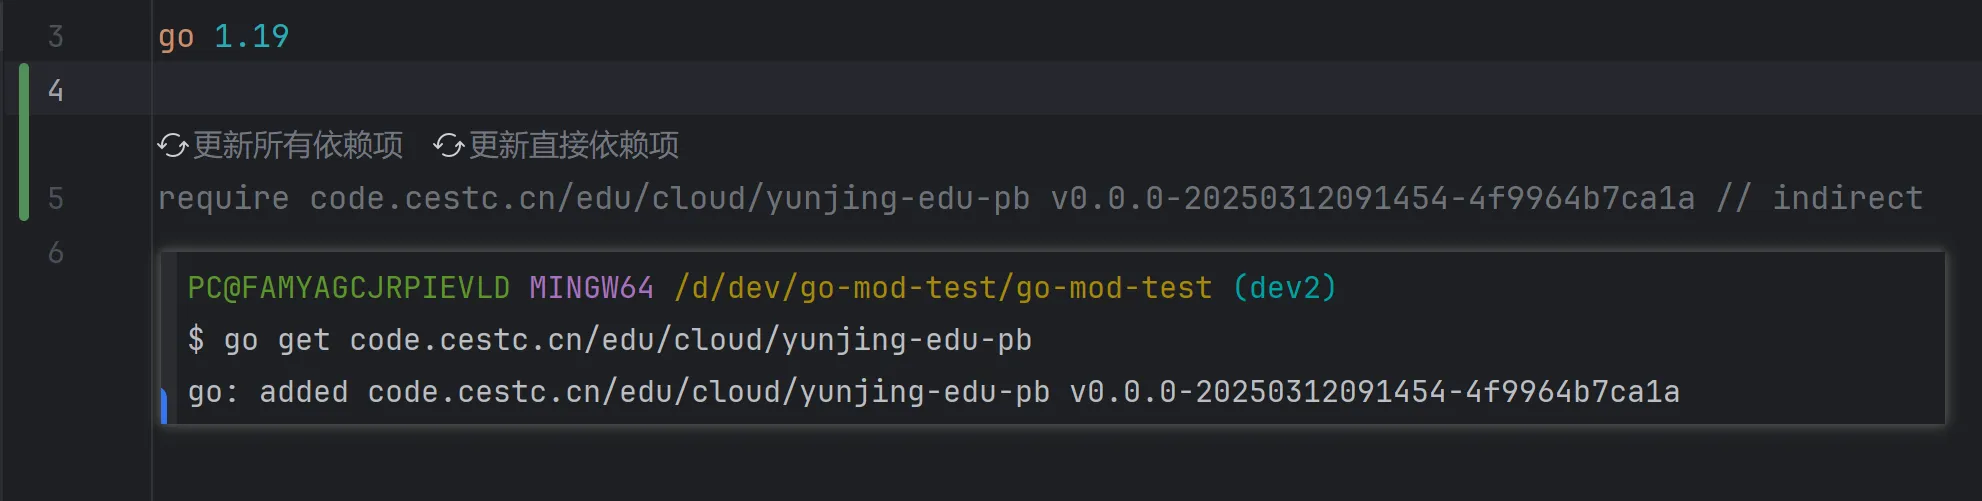 3 go 1.19
4
更新所有依赖项 更新直接依赖项
5 require code.cestc.cn/edu/cloud/yunjing-edu-pb v0.0.0-20250312091454-4f9964b7ca1a // indirect
6
PC@FAMYAGCJRPIEVLD MINGW64 /d/dev/go-mod-test/go-mod-test (dev2)
$ go get code.cestc.cn/edu/cloud/yunjing-edu-pb
go: added code.cestc.cn/edu/cloud/yunjing-edu-pb v0.0.0-20250312091454-4f9964b7ca1a